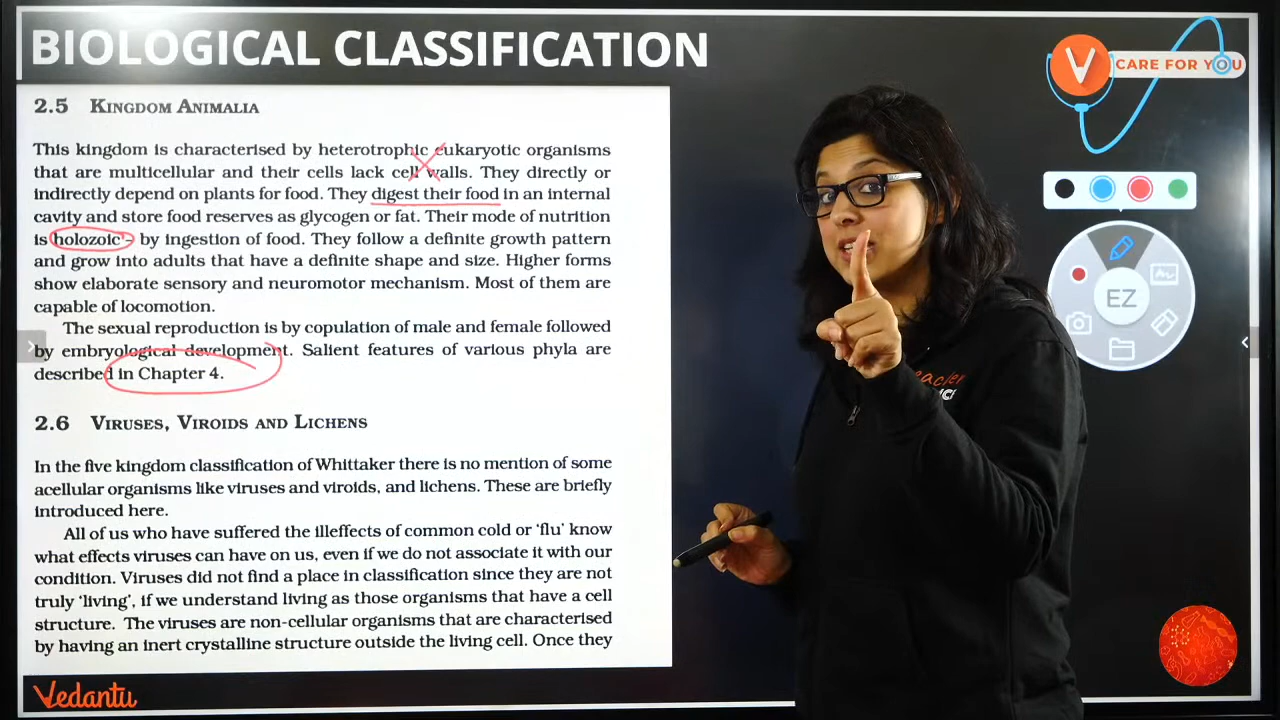 BIOLOGICAL CLASSIFICATION
V
CARE FOR YOU
2.5 KINGDOM ANIMALIA
This kingdom is characterised by heterotrophic eukaryotic organisms
that are multicellular and their cells lack cell walls. They directly or
indirectly depend on plants for food. They digest their food in an internal
cavity and store food reserves as glycogen or fat. Their mode of nutrition
is holozoic – by ingestion of food. They follow a definite growth pattern
and grow into adults that have a definite shape and size. Higher forms
show elaborate sensory and neuromotor mechanism. Most of them are
capable of locomotion.
The sexual reproduction is by copulation of male and female followed
by embryological development. Salient features of various phyla are
described in Chapter 4.
2.6 VIRUSES, VIROIDS AND LICHENS
In the five kingdom classification of Whittaker there is no mention of some
acellular organisms like viruses and viroids, and lichens. These are briefly
introduced here.
All of us who have suffered the illeffects of common cold or ‘flu’ know
what effects viruses can have on us, even if we do not associate it with our
condition. Viruses did not find a place in classification since they are not
truly ‘living’, if we understand living as those organisms that have a cell
structure. The viruses are non-cellular organisms that are characterised
by having an inert crystalline structure outside the living cell. Once they
EZ
Vedantu